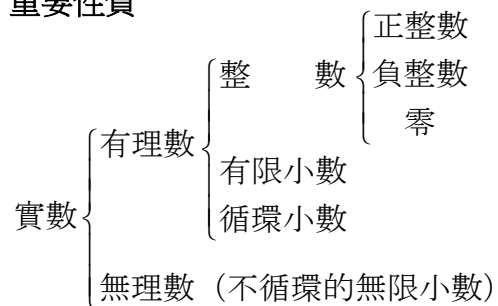 重要性質
正整數
整 數
負整數
零
有理數
有限小數
實數
循環小數
無理數（不循環的無限小數）